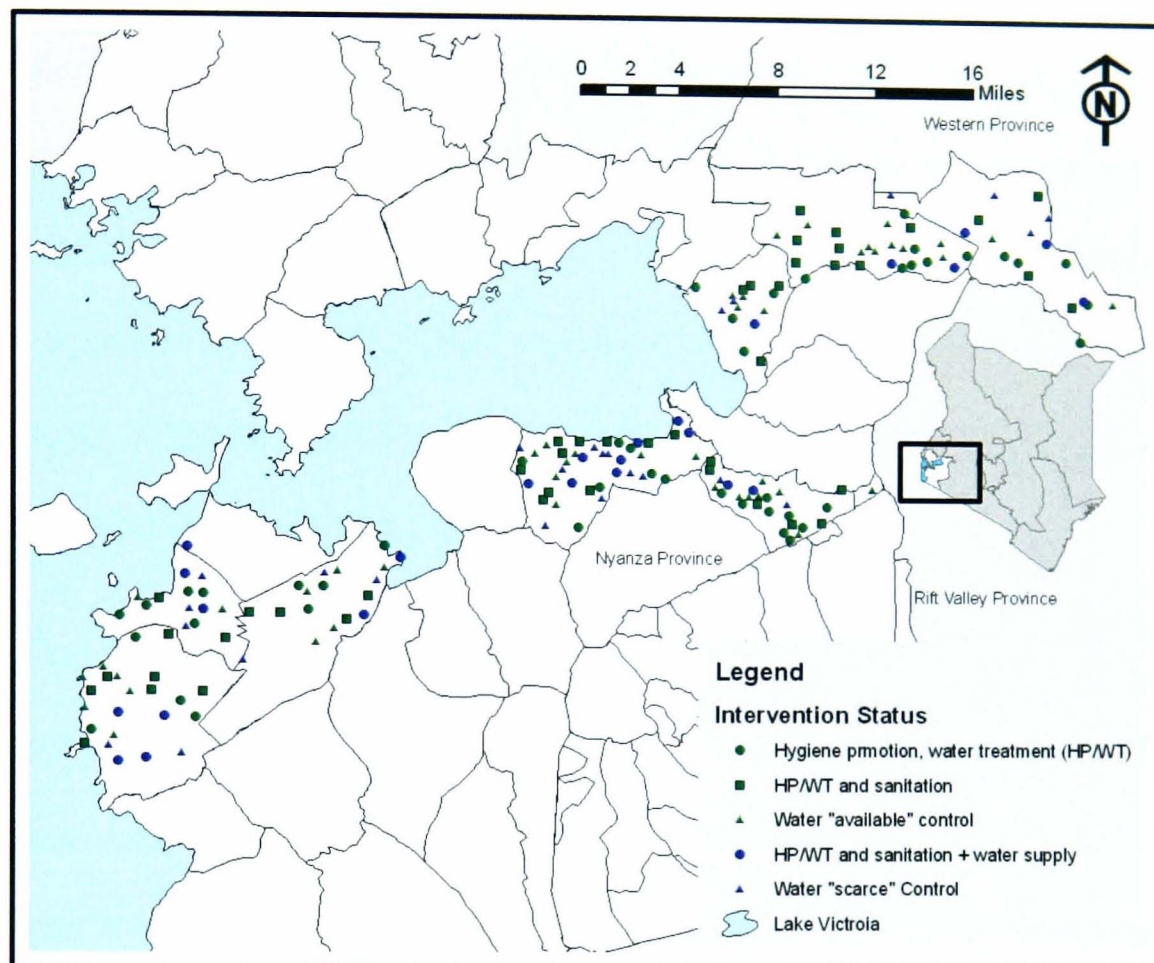 0 2 4 8 12 16
Miles
N
Western Province
Nyanza Province
Rift Valley Province
Legend
Intervention Status
Hygiene prmotion, water treatment (HP/WT)
HP/WT and sanitation
Water "available" control
HP/WT and sanitation + water supply
Water "scarce" Control
Lake Victroia